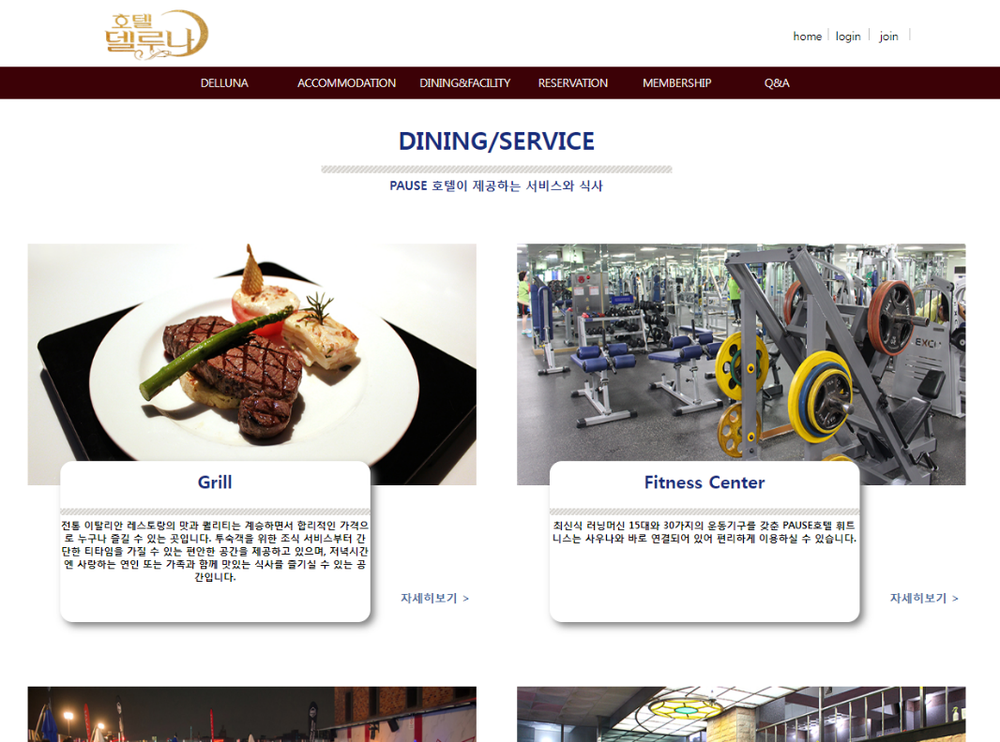 호텔
델루나
home login join
DELLUNA ACCOMMODATION DINING&FACILITY RESERVATION MEMBERSHIP Q&A
DINING/SERVICE
PAUSE 호텔이 제공하는 서비스와 식사
Grill
전통 이탈리안 레스토랑의 맛과 퀄리티는 계승하면서 합리적인 가격으
로 누구나 즐길 수 있는 곳입니다. 투숙객을 위한 조식 서비스부터 간
단한 티타임을 가질 수 있는 편안한 공간을 제공하고 있으며, 저녁시간
엔 사랑하는 연인 또는 가족과 함께 맛있는 식사를 즐기실 수 있는 공
간입니다.
자세히보기 >
EXC
Fitness Center
최신식 러닝머신 15대와 30가지의 운동기구를 갖춘 PAUSE호텔 휘트
니스는 사우나와 바로 연결되어 있어 편리하게 이용하실 수 있습니다.
자세히보기 >